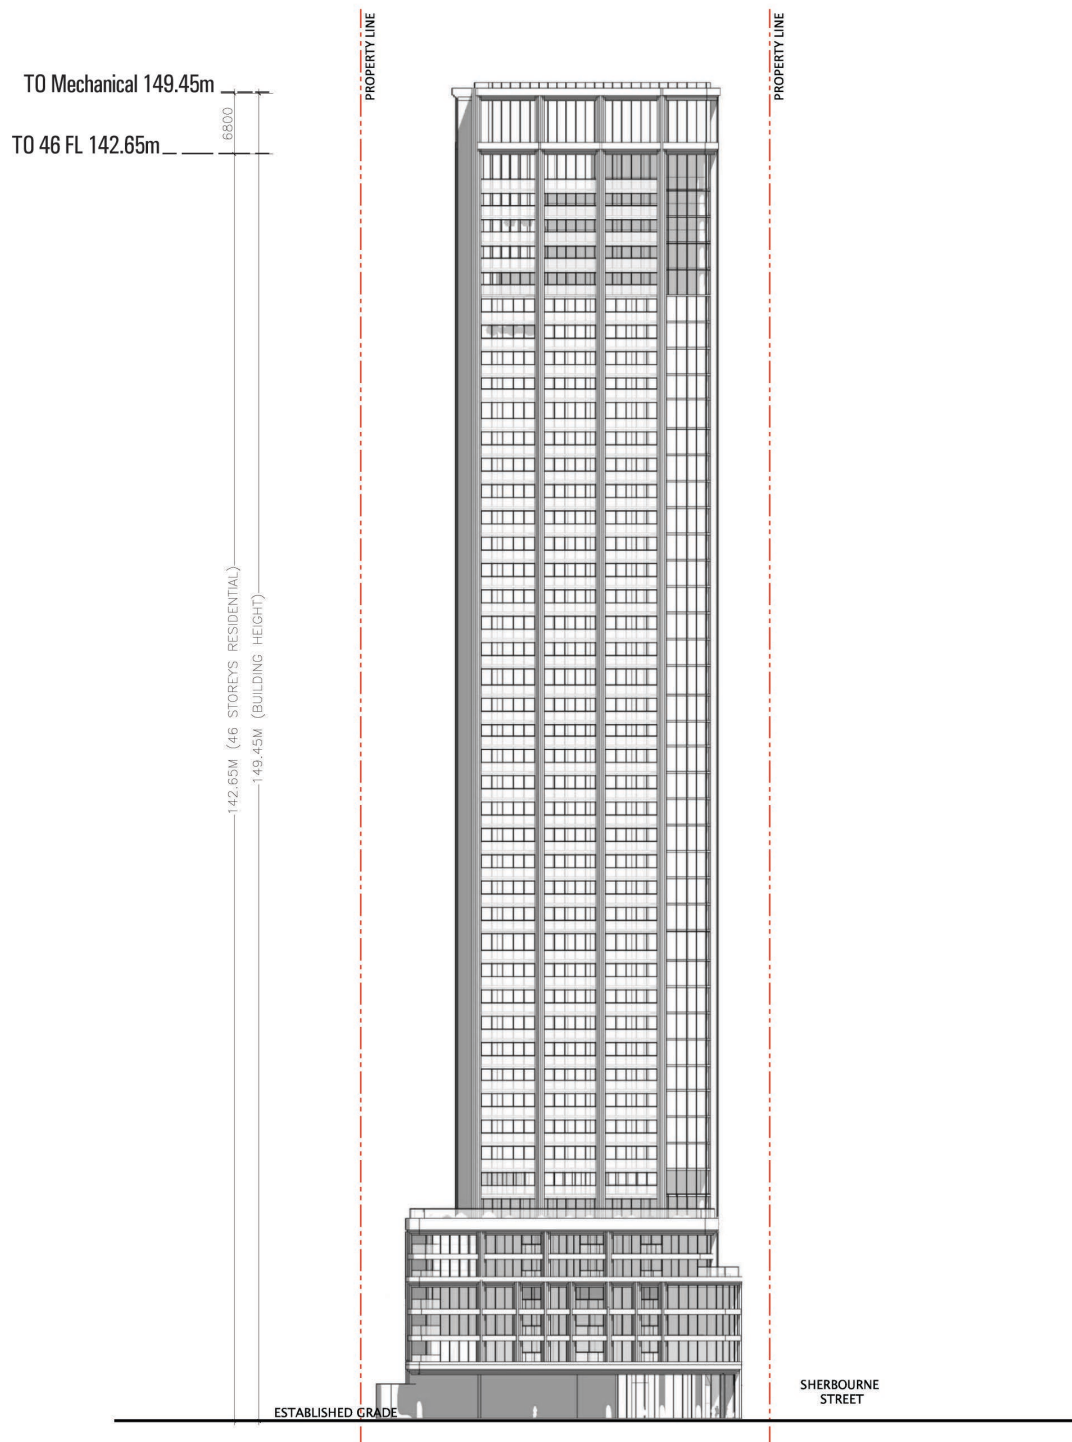 PROPERTY LINE
PROPERTY LINE
TO Mechanical 149.45m
6800
TO 46 FL 142.65m
142.65M (46 STOREYS RESIDENTIAL)
149.45M (BUILDING HEIGHT)
SHERBOURNE
STREET
ESTABLISHED GRADE